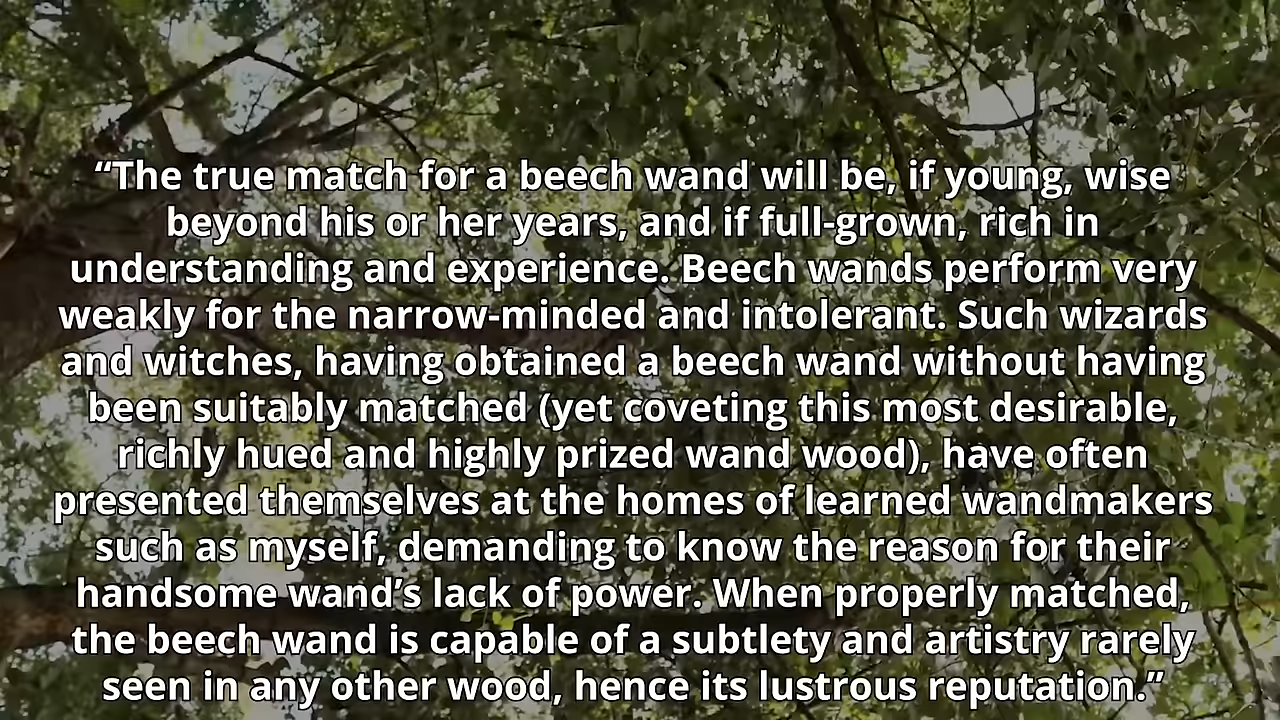 “The true match for a beech wand will be, if young, wise
beyond his or her years, and if full-grown, rich in
understanding and experience. Beech wands perform very
weakly for the narrow-minded and intolerant. Such wizards
and witches, having obtained a beech wand without having
been suitably matched (yet coveting this most desirable,
richly hued and highly prized wand wood), have often
presented themselves at the homes of learned wandmakers
such as myself, demanding to know the reason for their
handsome wand’s lack of power. When properly matched,
the beech wand is capable of a subtlety and artistry rarely
seen in any other wood, hence its lustrous reputation.”